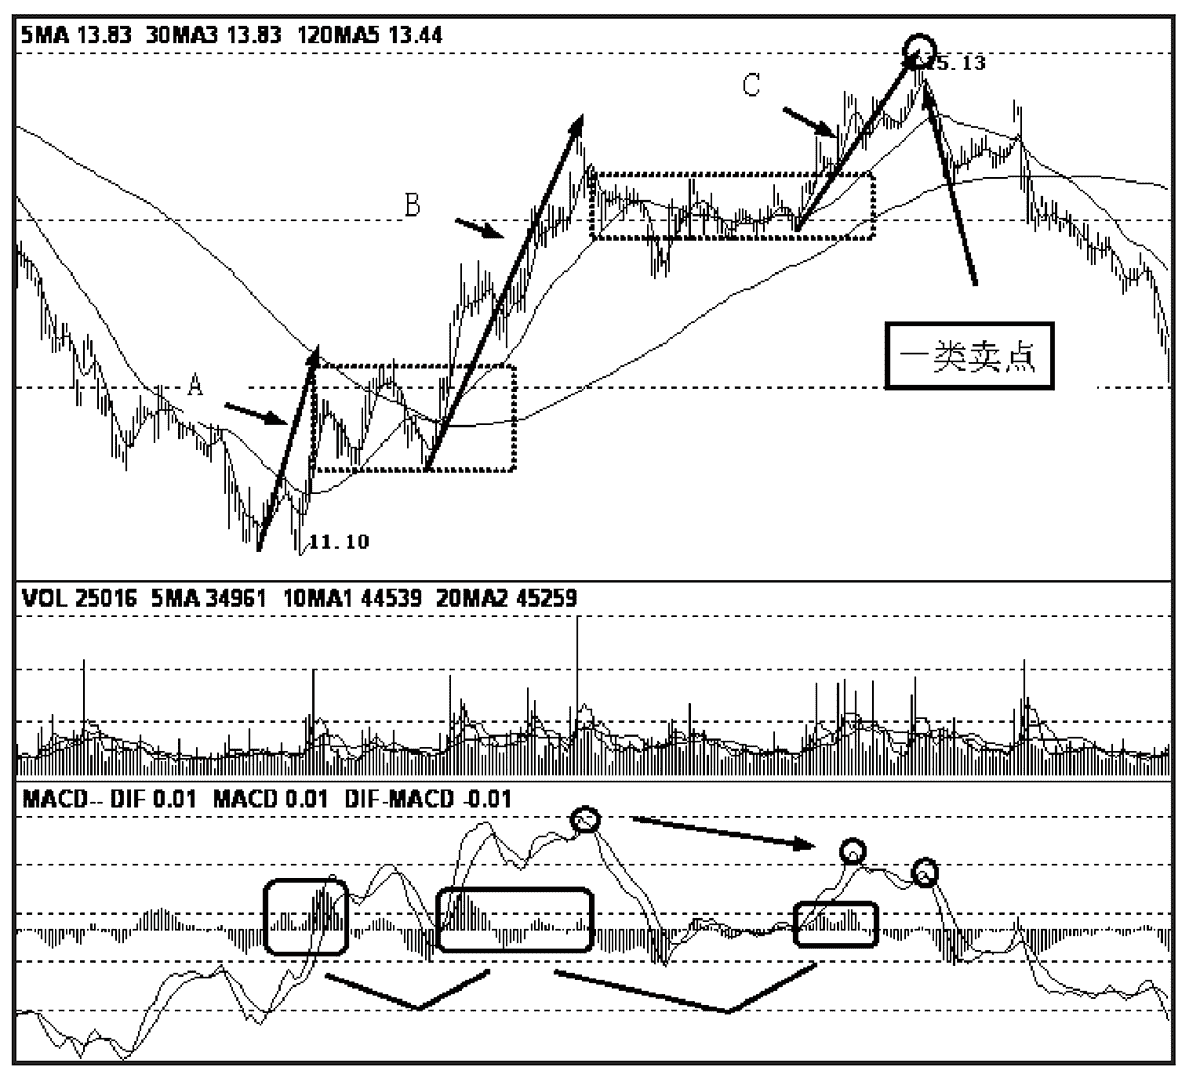 5MA 13.83 30MA3 13.83 120MA5 13.44
15.13
C
B
一类卖点
A
11.10
VOL 25016 5MA 34961 10MA1 44539 20MA2 45259
MACD-- DIF 0.01 MACD 0.01 DIF-MACD -0.01